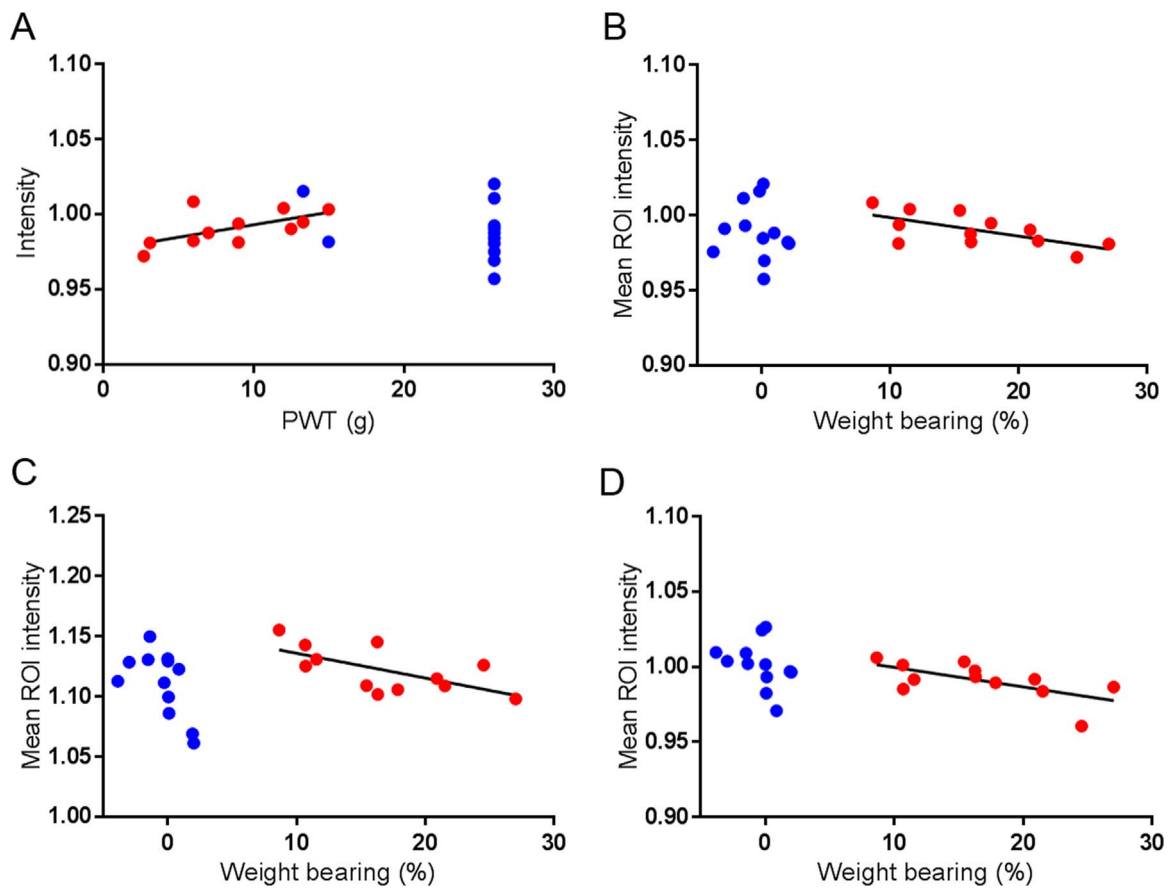 A
1.10
1.05
1.00
0.95
0.90
Intensity
0 10 20 30
PWT (g)
B
1.10
1.05
1.00
0.95
0.90
Mean ROI intensity
0 10 20 30
Weight bearing (%)
C
1.25
1.20
1.15
1.10
1.05
1.00
Mean ROI intensity
0 10 20 30
Weight bearing (%)
D
1.10
1.05
1.00
0.95
0.90
Mean ROI intensity
0 10 20 30
Weight bearing (%)